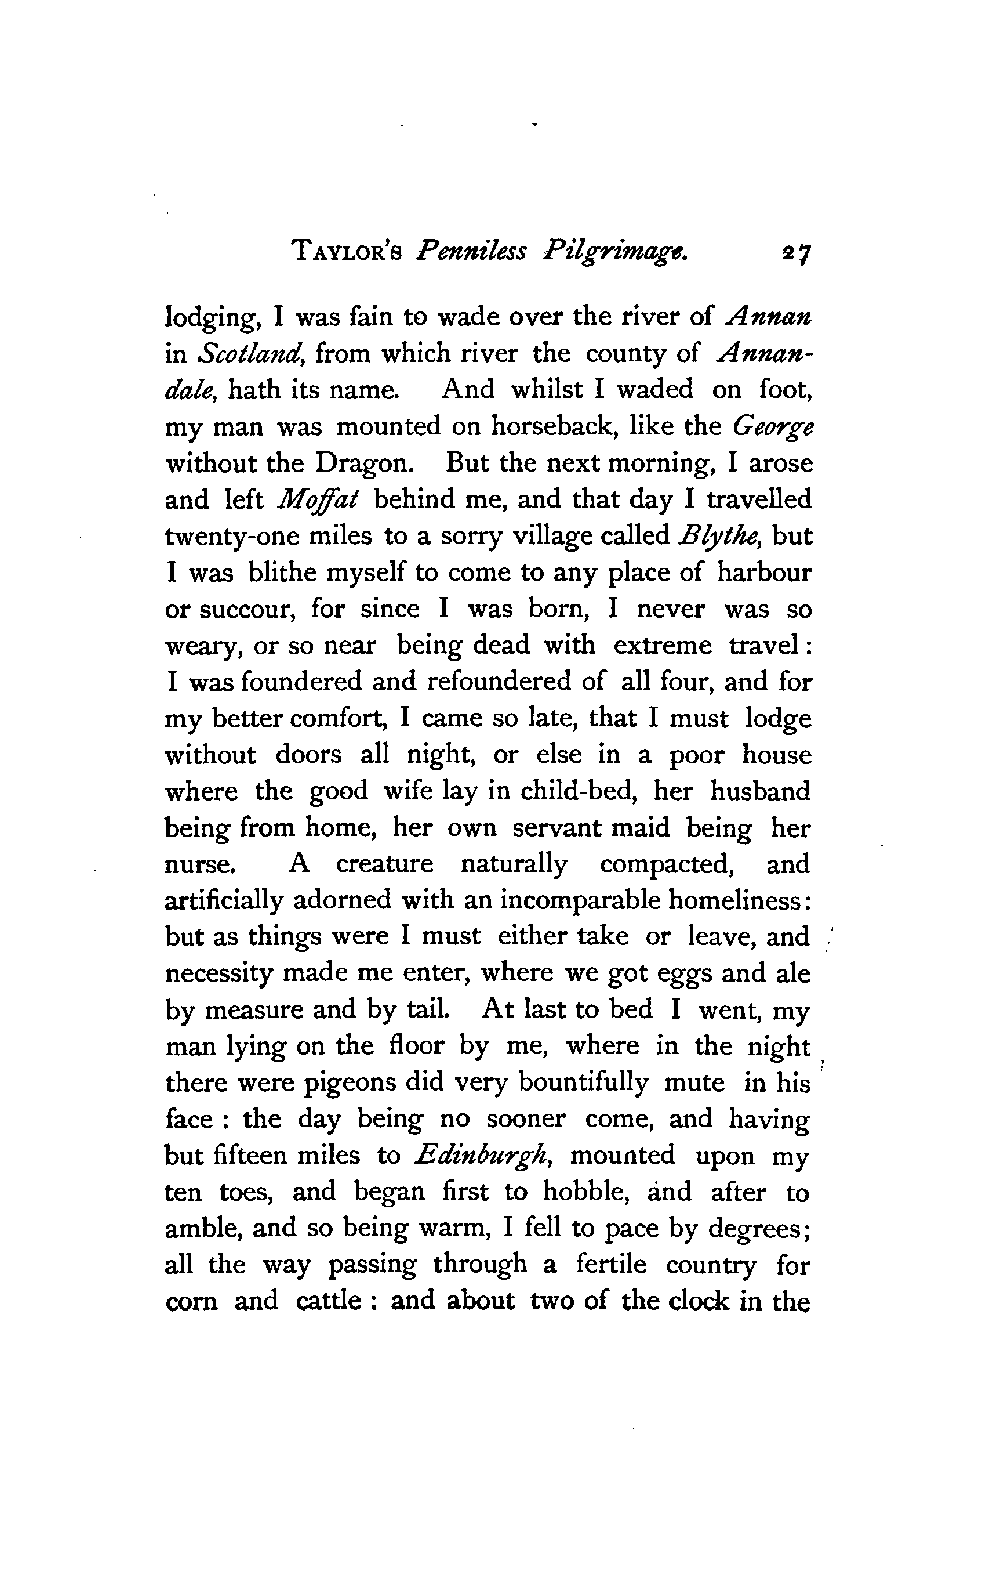 TAYLOR'S Penniless Pilgrimage. 27
lodging, I was fain to wade over the river of Annan
in Scotland, from which river the county of Annan-
dale, hath its name. And whilst I waded on foot,
my man was mounted on horseback, like the George
without the Dragon. But the next morning, I arose
and left Moffat behind me, and that day I travelled
twenty-one miles to a sorry village called Blythe, but
I was blithe myself to come to any place of harbour
or succour, for since I was born, I never was so
weary, or so near being dead with extreme travel :
I was foundered and refoundered of all four, and for
my better comfort, I came so late, that I must lodge
without doors all night, or else in a poor house
where the good wife lay in child-bed, her husband
being from home, her own servant maid being her
nurse. A creature naturally compacted, and
artificially adorned with an incomparable homeliness:
but as things were I must either take or leave, and
necessity made me enter, where we got eggs and ale
by measure and by tail. At last to bed I went, my
man lying on the floor by me, where in the night
there were pigeons did very bountifully mute in his
face : the day being no sooner come, and having
but fifteen miles to Edinburgh, mounted upon my
ten toes, and began first to hobble, and after to
amble, and so being warm, I fell to pace by degrees;
all the way passing through a fertile country for
corn and cattle : and about two of the clock in the